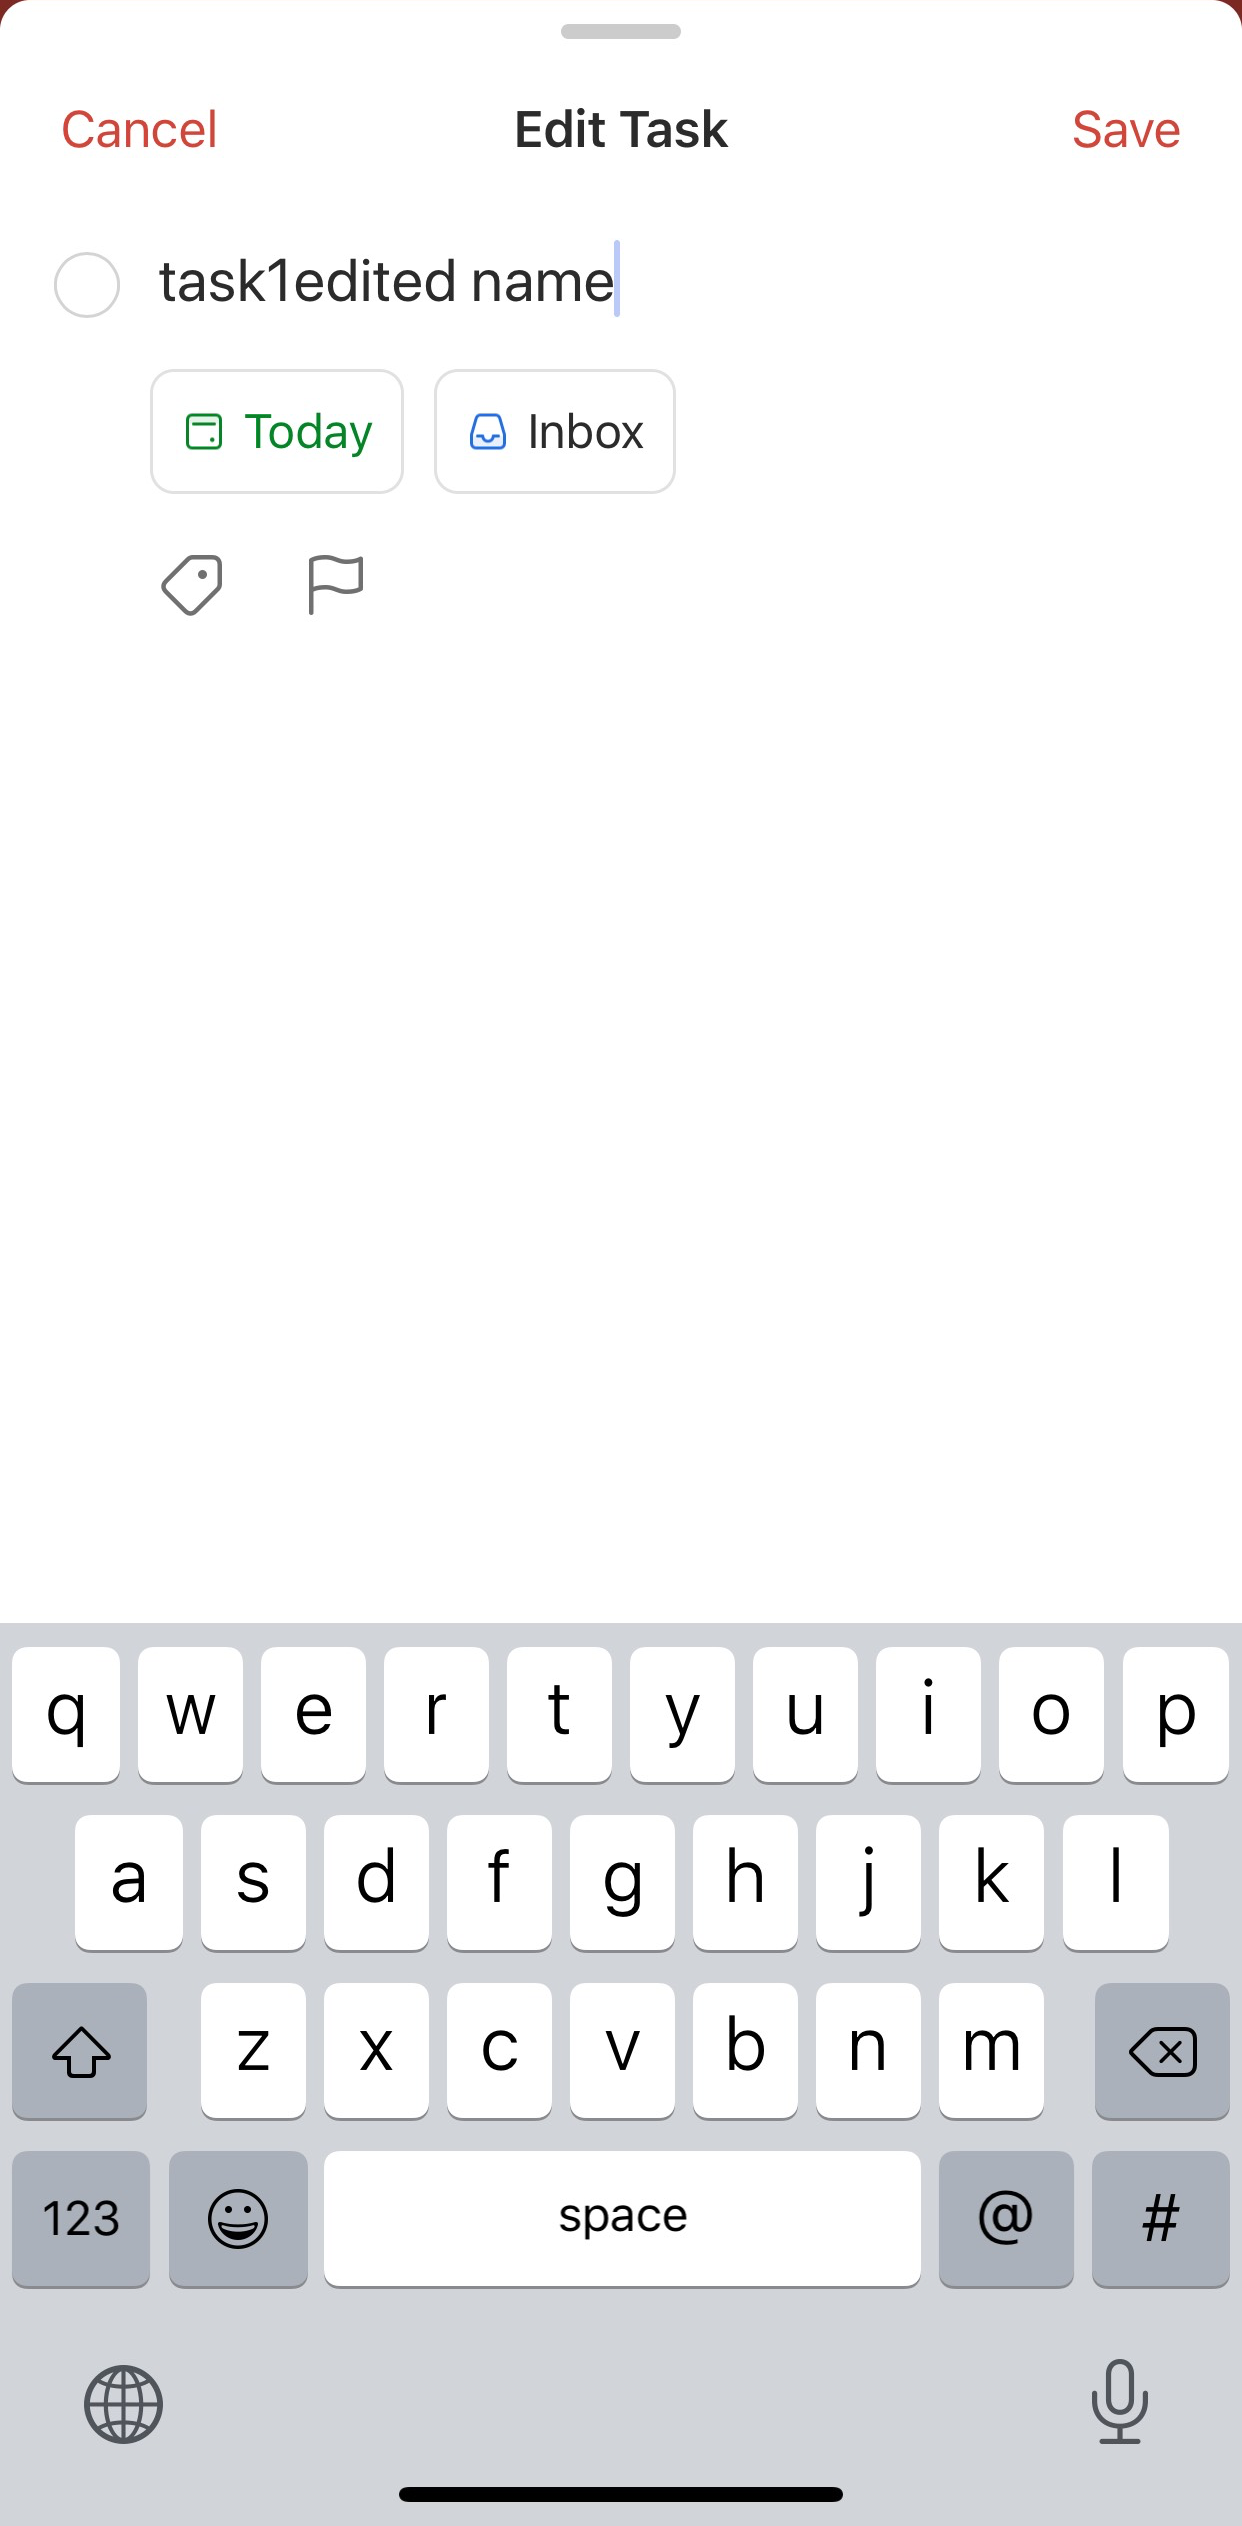 Cancel Edit Task Save
task1edited name
Today Inbox
q w e r t y u i o p
a s d f g h j k l
z x c v b n m
123 space @ #